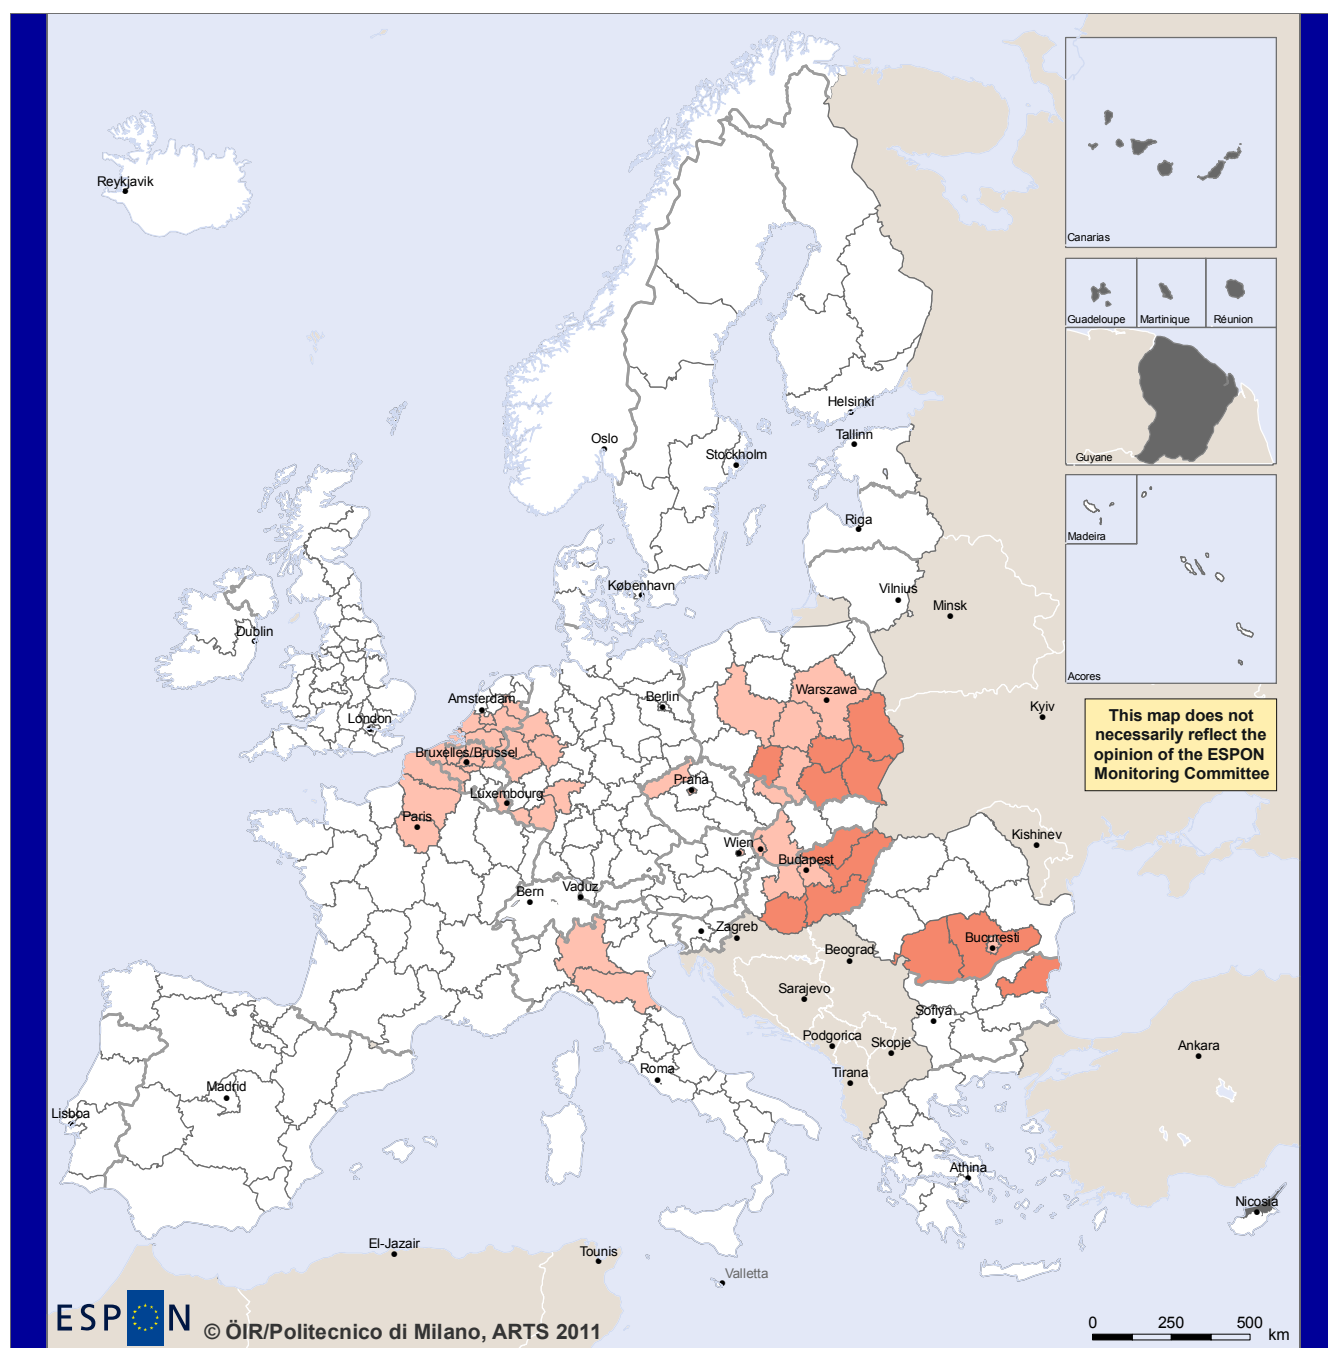 Reykjavik
Canarias
Guadeloupe
Martinique
Réunion
Guyane
Madeira
Acores
Helsinki
Tallinn
Oslo
Stockholm
Riga
København
Vilnius
Minsk
Dublin
Amsterdam
Berlin
Warszawa
London
Kyiv
This map does not
necessarily reflect the
opinion of the ESPON
Monitoring Committee
Bruxelles/Brussel
Praha
Luxembourg
Paris
Kishinev
Wien
Budapest
Bern
Vaduz
Zagreb
Bucuresti
Beograd
Sarajevo
Sofiya
Podgorica
Skopje
Ankara
Tirana
Roma
Madrid
Lisboa
Athina
Nicosia
El-Jazair
Tounis
Valletta
ESPON
© ÖIR/Politecnico di Milano, ARTS 2011
0 250 500
km